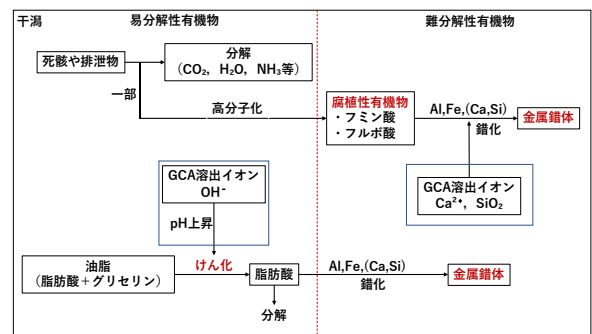 干潟
易分解性有機物
難分解性有機物
死骸や排泄物
分解
（CO₂，H₂O，NH₃等）
一部
高分子化
腐植性有機物
・フミン酸
・フルボ酸
Al,Fe,(Ca,Si)
錯化
金属錯体
GCA溶出イオン
OH⁻
pH上昇
GCA溶出イオン
Ca²⁺，SiO₂
油脂
（脂肪酸＋グリセリン）
けん化
脂肪酸
Al,Fe,(Ca,Si)
錯化
金属錯体
分解